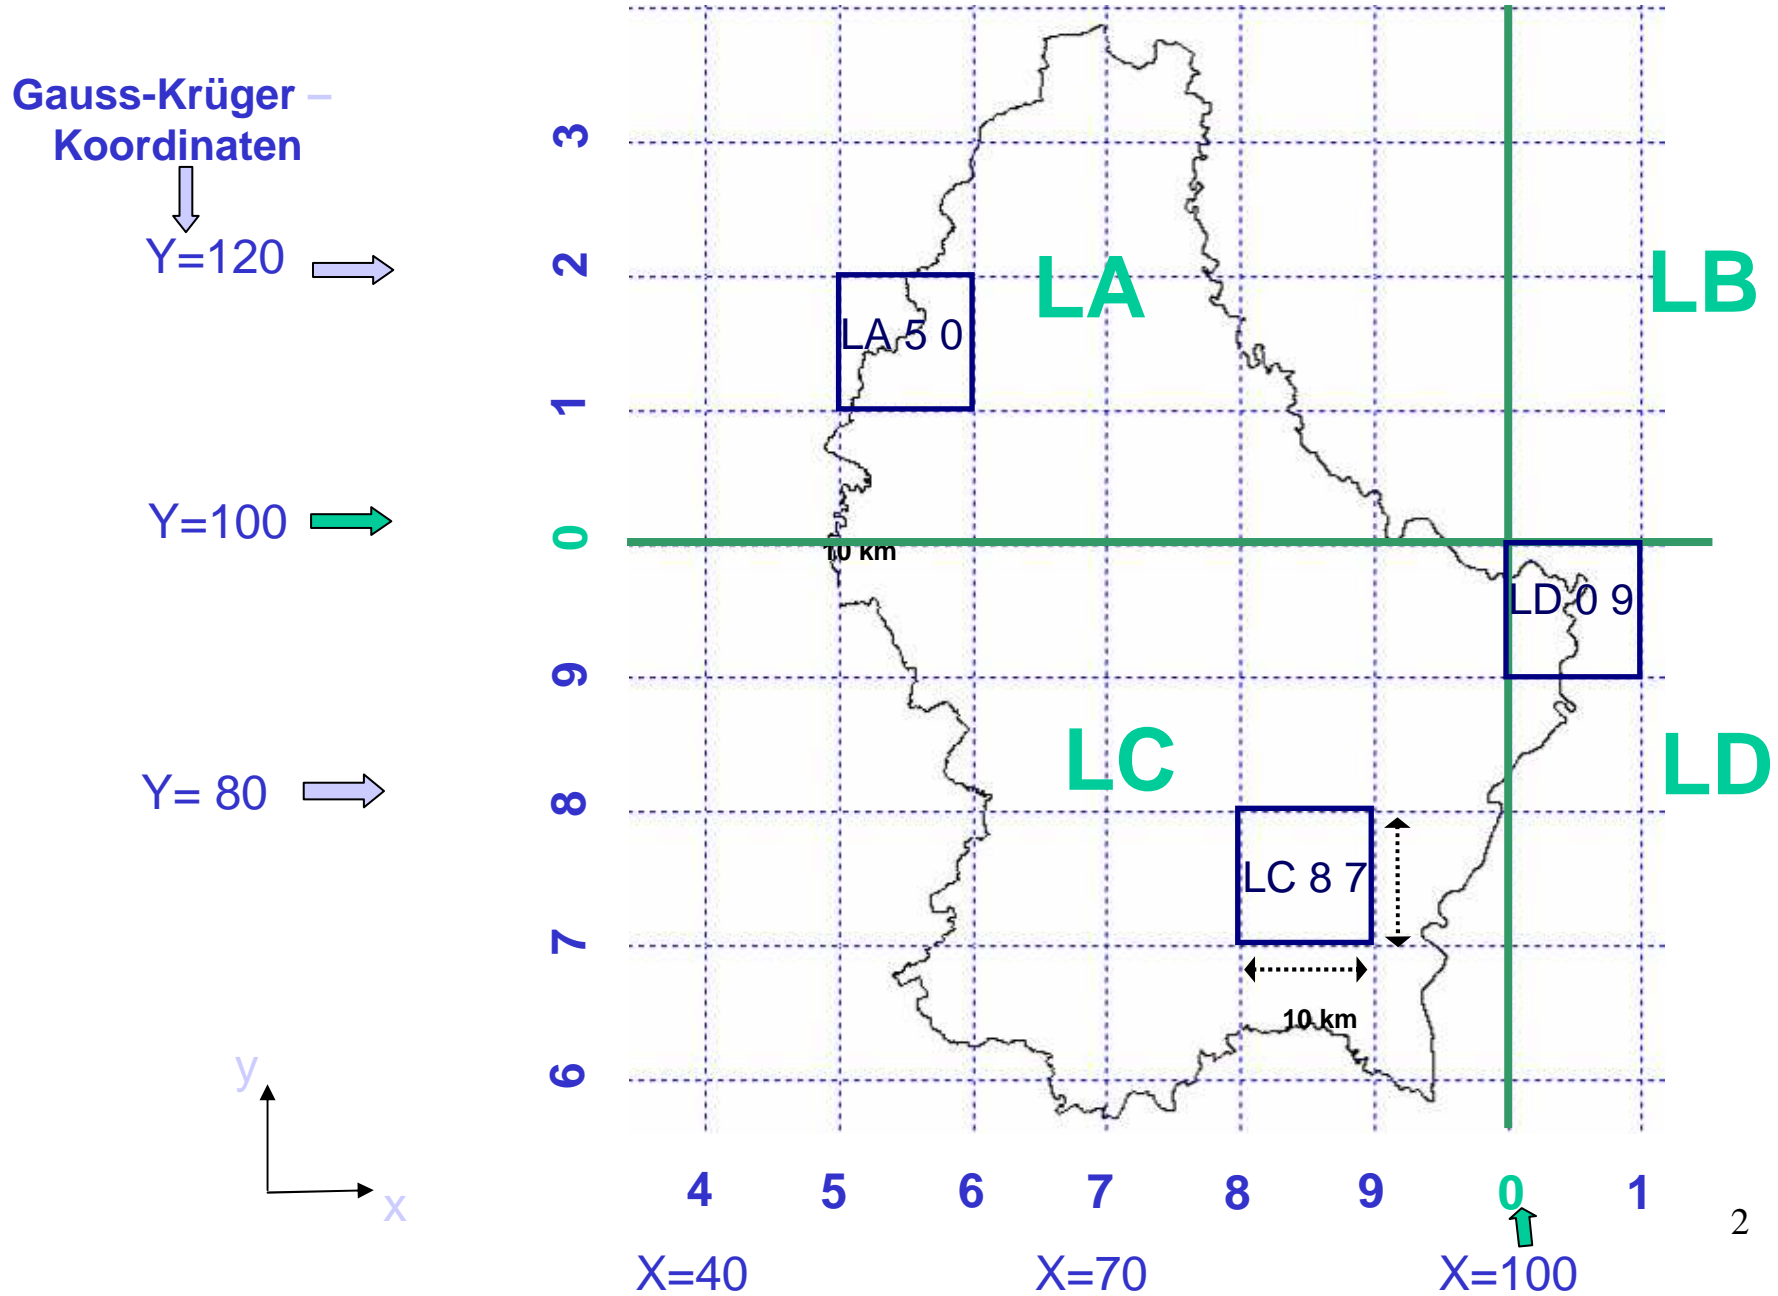 Gauss-Krüger –
Koordinaten
Y=120
Y=100
Y= 80
3
2
1
0
9
8
7
6
LA
LB
LA 5 0
10 km
LD 0 9
LC
LD
LC 8 7
10 km
y
x
4 5 6 7 8 9 0 1
2
X=40 X=70 X=100